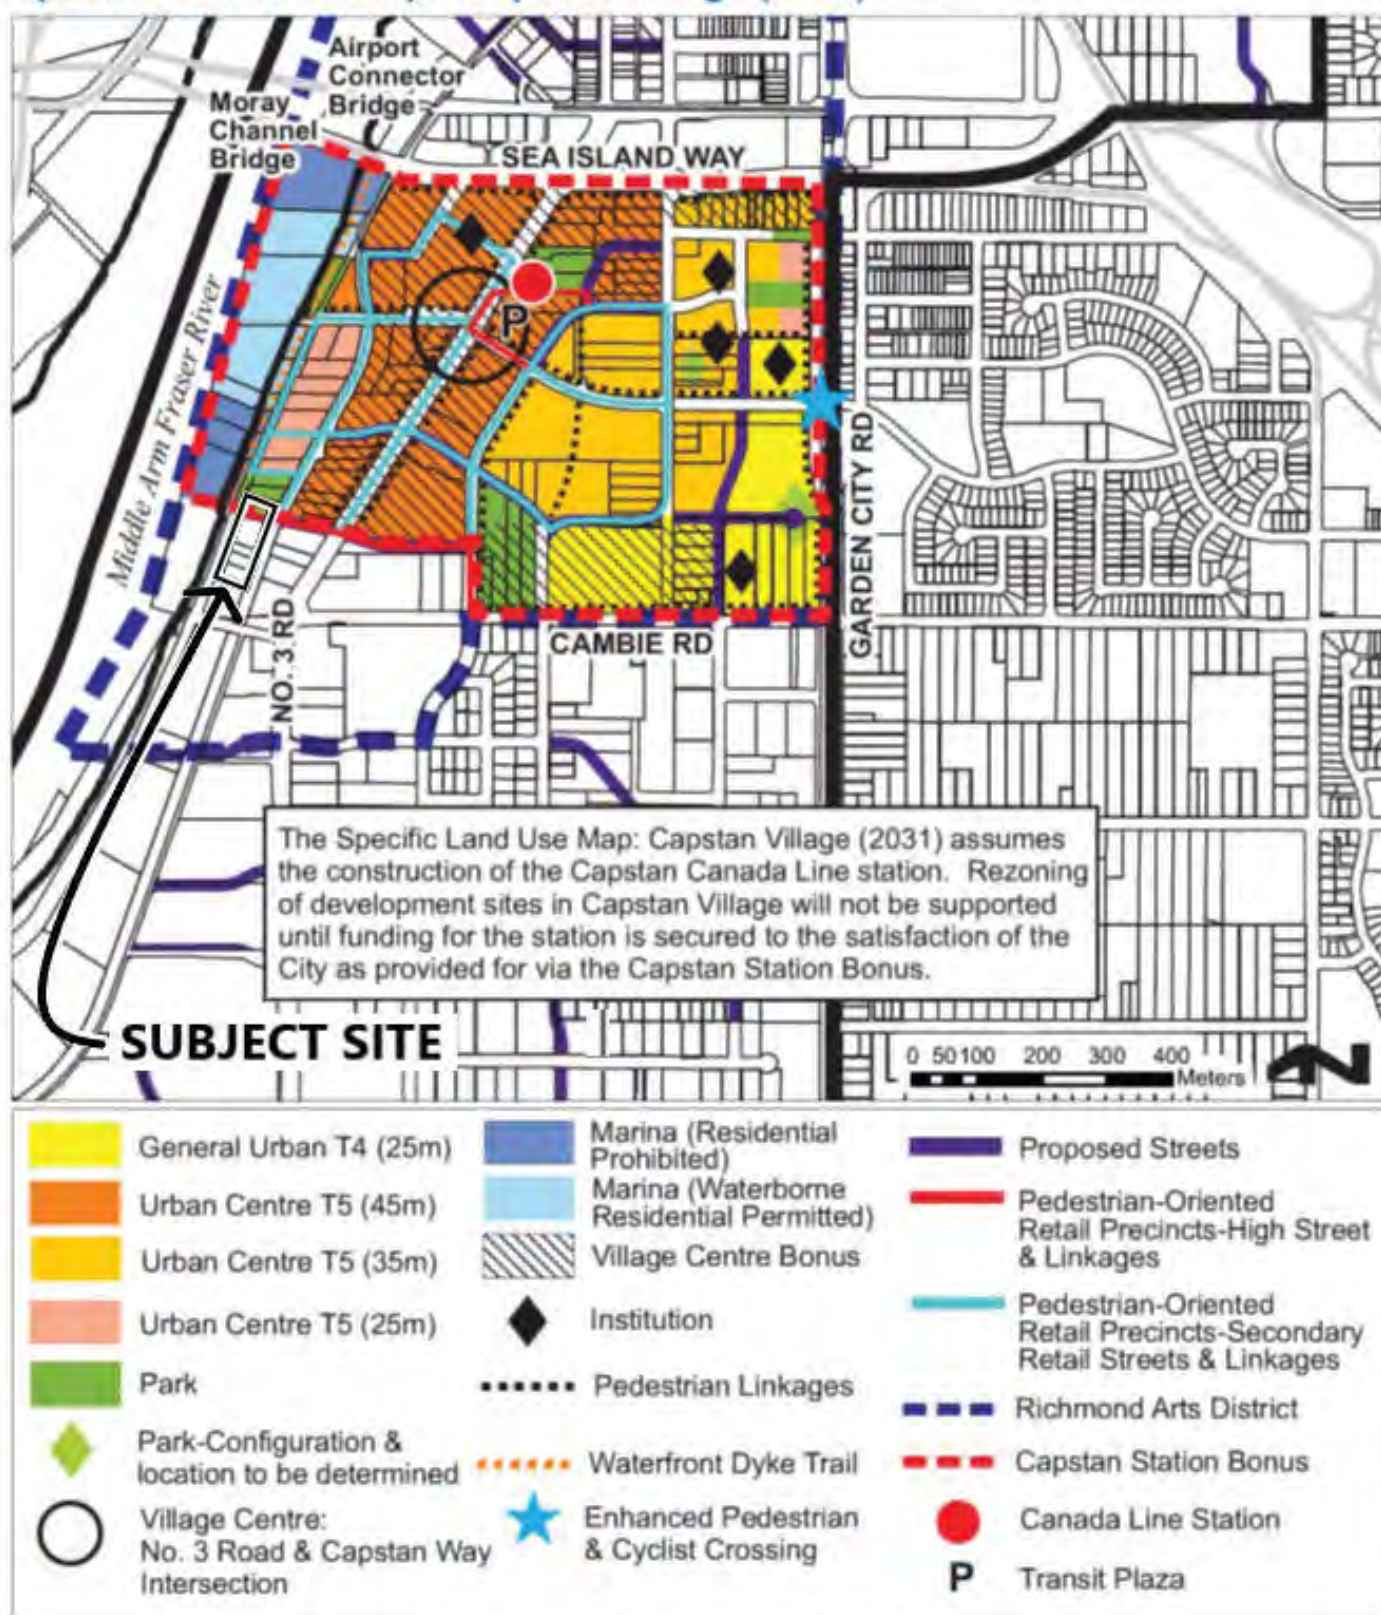 Airport
Connector
Bridge
Moray
Channel
Bridge
SEA ISLAND WAY
P
Middle Arm Fraser River
GARDEN CITY RD
NO. 3 RD
CAMBIE RD
The Specific Land Use Map: Capstan Village (2031) assumes
the construction of the Capstan Canada Line station. Rezoning
of development sites in Capstan Village will not be supported
until funding for the station is secured to the satisfaction of the
City as provided for via the Capstan Station Bonus.
SUBJECT SITE
0 50 100 200 300 400
Meters
General Urban T4 (25m)
Urban Centre T5 (45m)
Urban Centre T5 (35m)
Urban Centre T5 (25m)
Park
Park-Configuration &
location to be determined
Village Centre:
No. 3 Road & Capstan Way
Intersection
Marina (Residential
Prohibited)
Marina (Waterborne
Residential Permitted)
Village Centre Bonus
Institution
Pedestrian Linkages
Waterfront Dyke Trail
Enhanced Pedestrian
& Cyclist Crossing
Proposed Streets
Pedestrian-Oriented
Retail Precincts-High Street
& Linkages
Pedestrian-Oriented
Retail Precincts-Secondary
Retail Streets & Linkages
Richmond Arts District
Capstan Station Bonus
Canada Line Station
P Transit Plaza